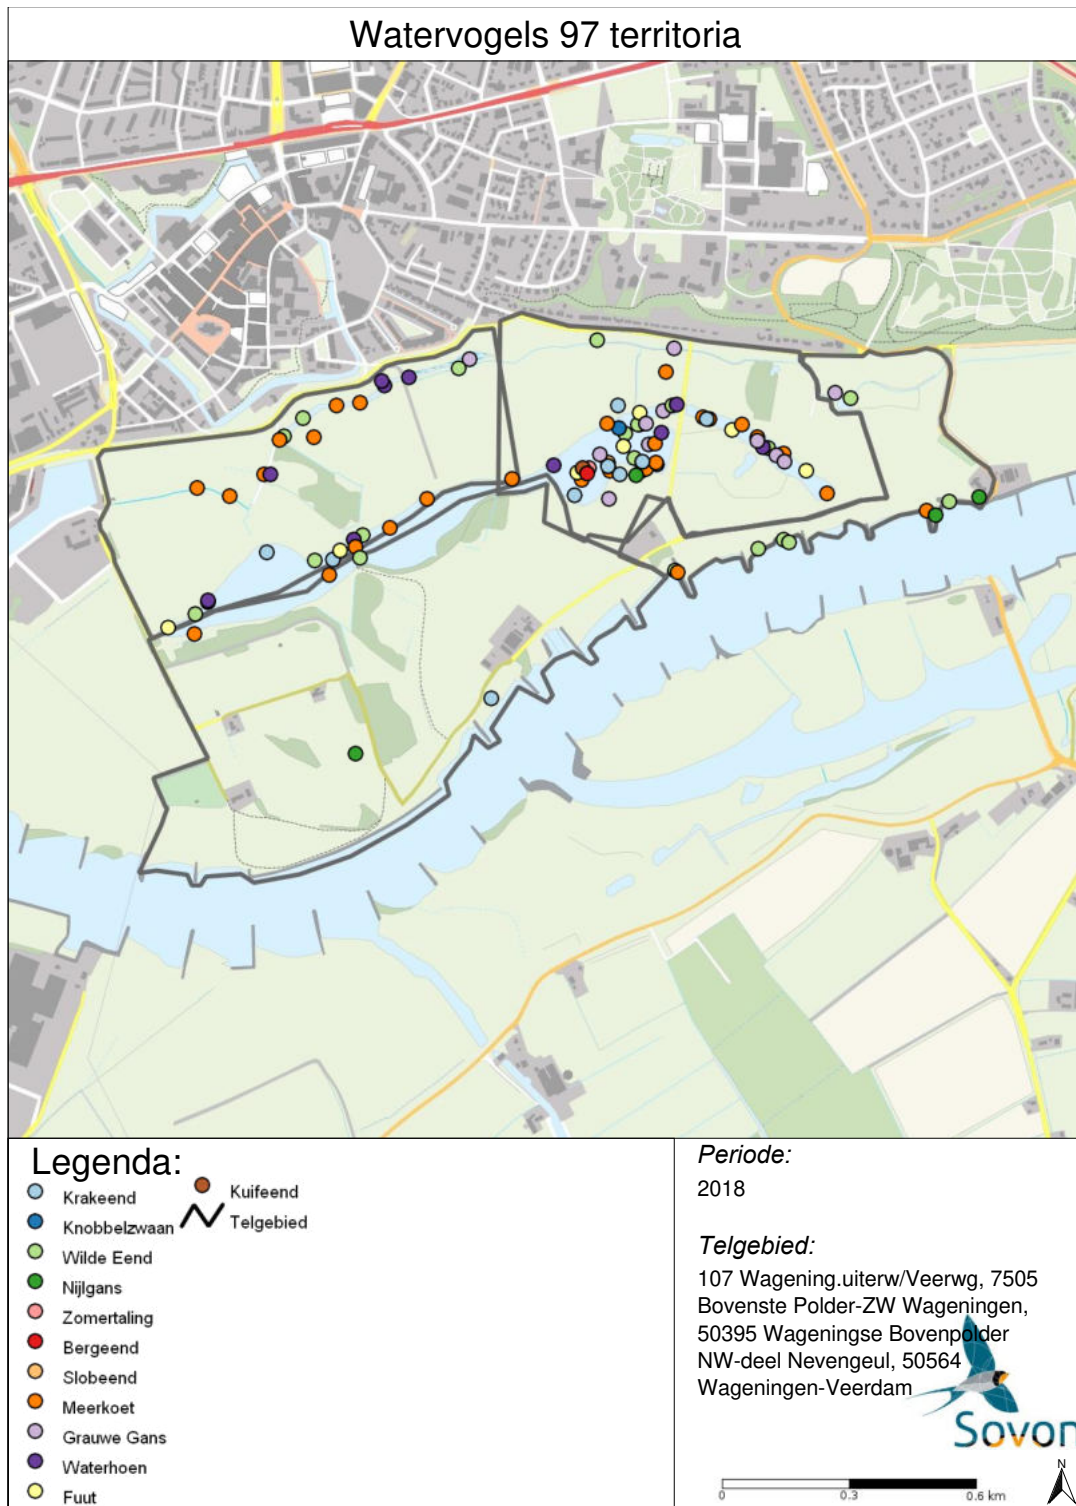 Watervogels 97 territoria
Legenda:
Krakeend
Knobbelzwaan
Wilde Eend
Nijlgans
Zomertaling
Bergeend
Slobeend
Meerkoet
Grauwe Gans
Waterhoen
Fuut
Kuifeend
Telgebied
Periode:
2018
Telgebied:
107 Wagening.uiterw/Veerwg, 7505
Bovenste Polder-ZW Wageningen,
50395 Wageningse Bovenpolder
NW-deel Nevengeul, 50564
Wageningen-Veerdam
Sovon
N
0 0.3 0.6 km